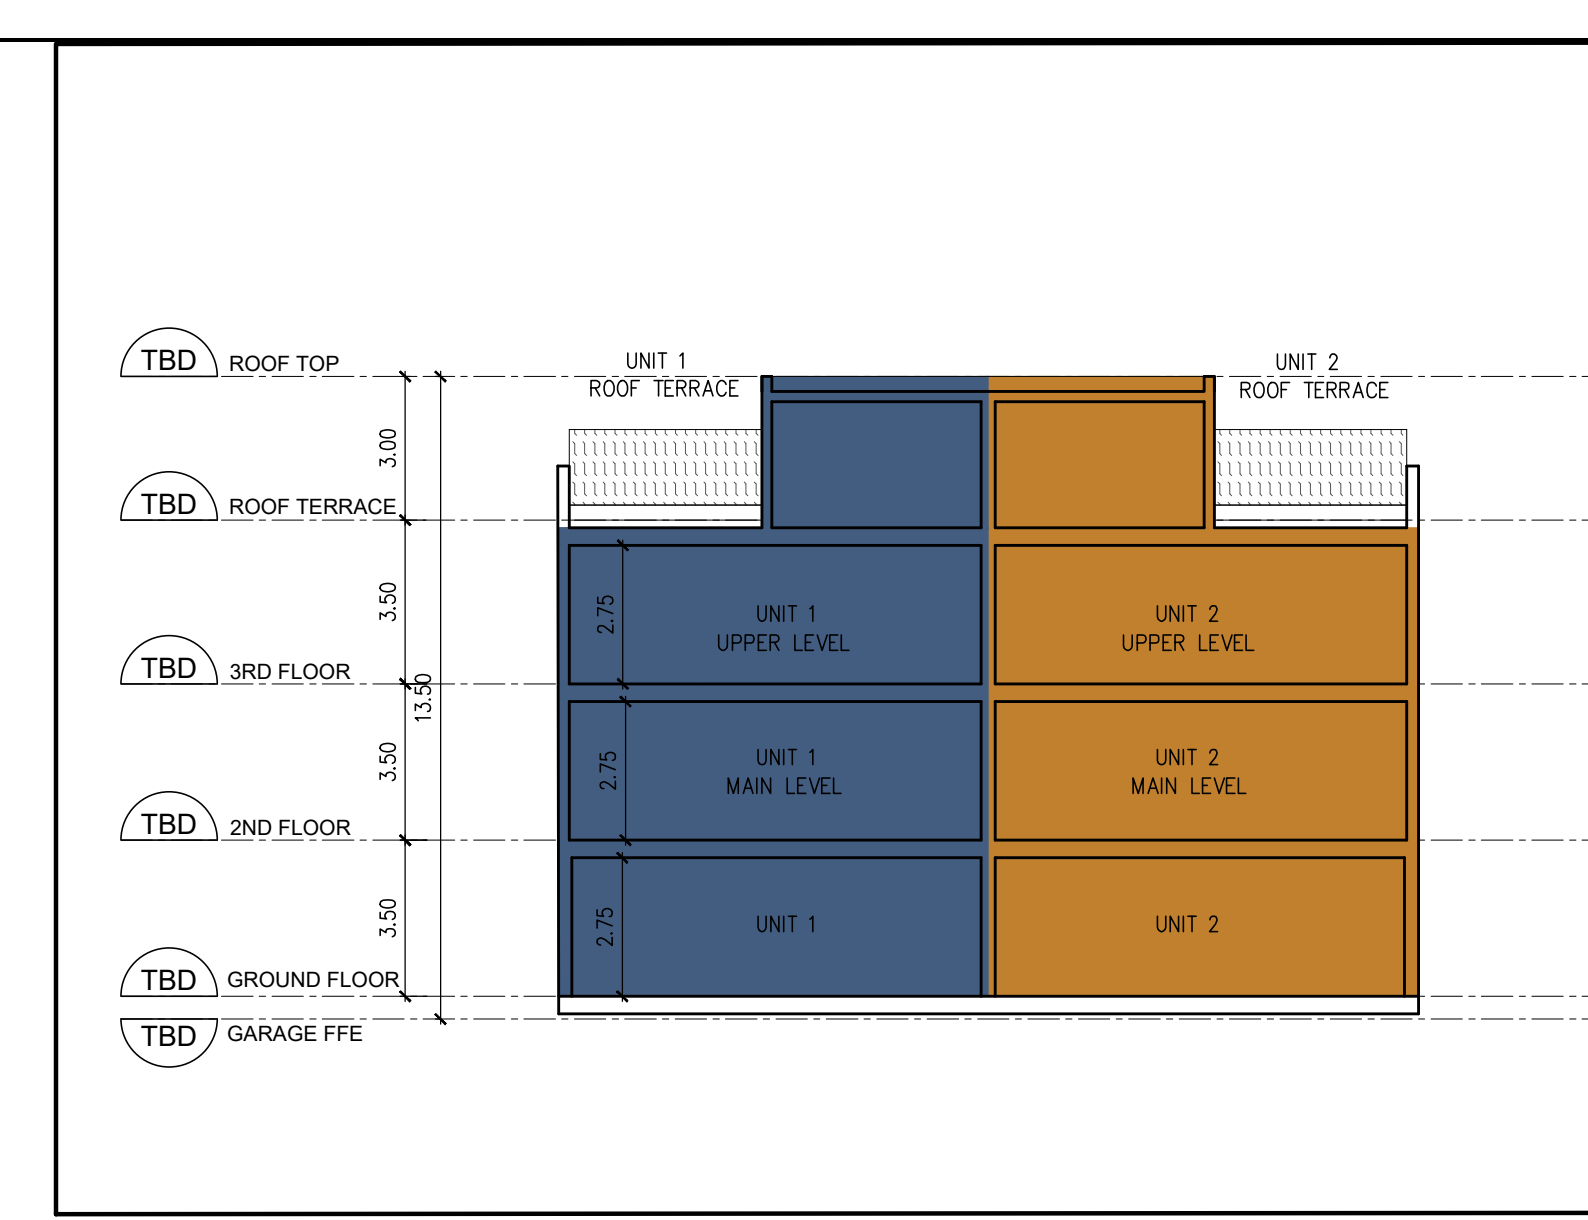 TBD ROOF TOP
UNIT 1
ROOF TERRACE
UNIT 2
ROOF TERRACE
3.00
TBD ROOF TERRACE
3.50
2.75
UNIT 1
UPPER LEVEL
UNIT 2
UPPER LEVEL
TBD 3RD FLOOR
13.50
3.50
2.75
UNIT 1
MAIN LEVEL
UNIT 2
MAIN LEVEL
TBD 2ND FLOOR
3.50
2.75
UNIT 1
UNIT 2
TBD GROUND FLOOR
TBD GARAGE FFE